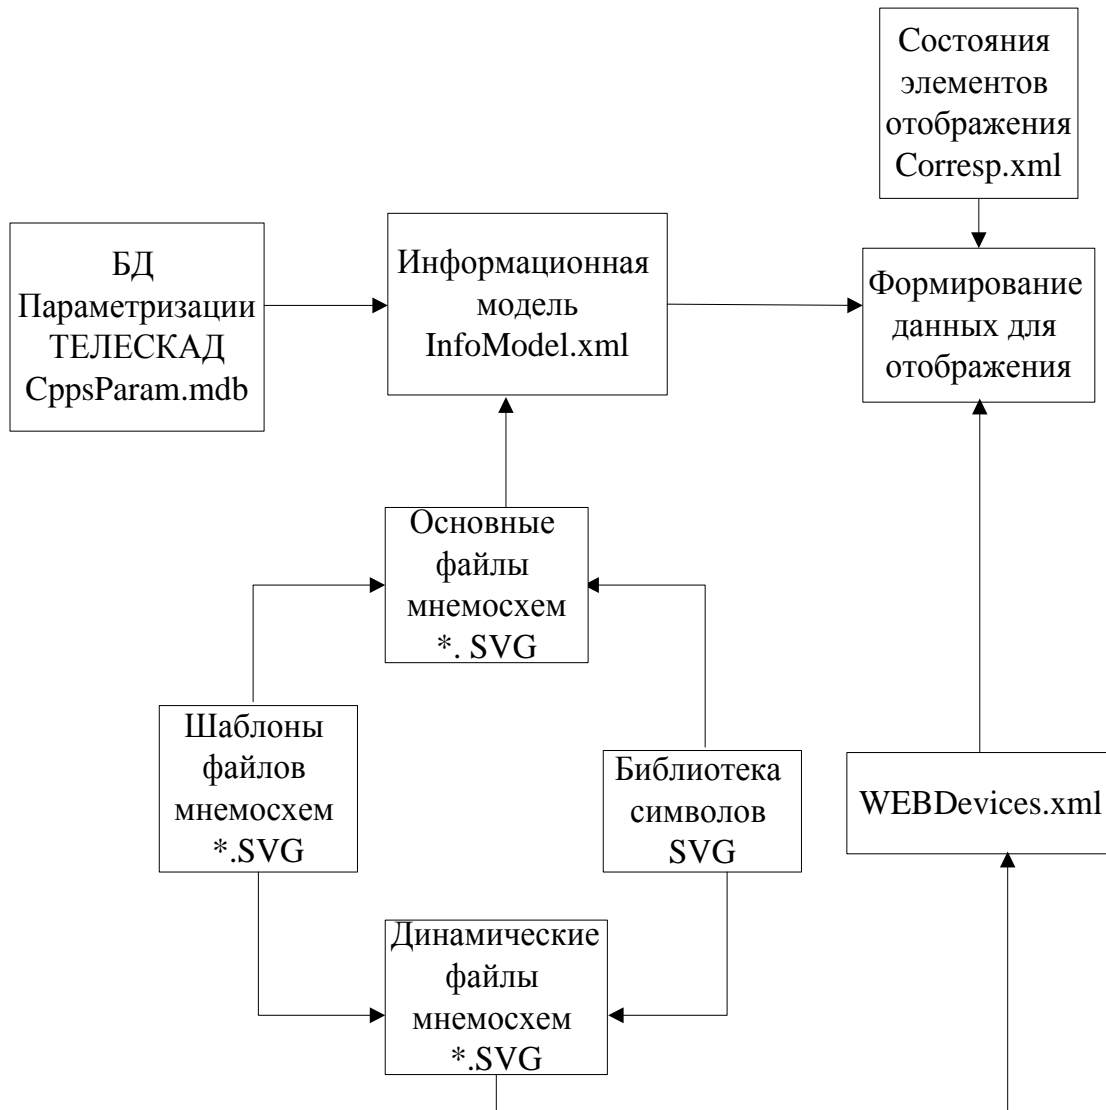 Состояния
элементов
отображения
Corresp.xml
БД
Параметризации
ТЕЛЕСКАД
CppsParam.mdb
Информационная
модель
InfoModel.xml
Формирование
данных для
отображения
Основные
файлы
мнемосхем
*. SVG
Шаблоны
файлов
мнемосхем
*.SVG
Библиотека
символов
SVG
WEBDevices.xml
Динамические
файлы
мнемосхем
*.SVG